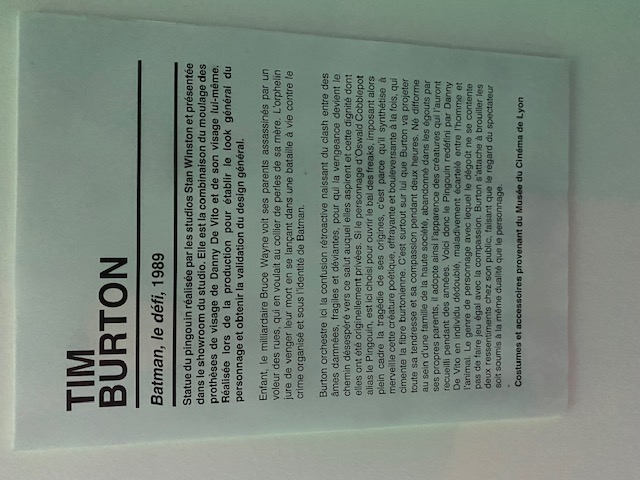 TIM
BURTON
Batman, le défi, 1989
Statue du pingouin réalisée par les studios Stan Winston et présentée
dans le showroom du studio. Elle est la combinaison du moulage des
prothèses de visage de Danny De Vito et de son visage lui-même.
Réalisée lors de la production pour établir le look général du
personnage et obtenir la validation du design général.
Enfant, le milliardaire Bruce Wayne voit ses parents assassinés par un
voleur des rues, qui en voulait au collier de perles de sa mère. L'orphelin
jure de venger leur mort en se lançant dans une bataille à vie contre le
crime organisé et sous l'identité de Batman.
Burton orchestre ici la confusion rétroactive naissant du clash entre des
âmes damnées, fragiles et déviantes, pour qui la vengeance devient le
chemin désespéré vers ce salut auquel elles aspirent et cette dignité dont
elles ont été originellement privées. Si le personnage d'Oswald Cobblepot
alias le Pingouin, est ici choisi pour ouvrir le bal des freaks, imposant alors
plein cadre la tragédie de ses origines, c'est parce qu'il synthétise à
merveille cette créature poétique, effrayante et bouleversante à la fois, qui
cimente la fibre burtonienne. C'est surtout sur lui que Burton va projeter
toute sa tendresse et sa compassion pendant deux heures. Né difforme
au sein d'une famille de la haute société, abandonné dans les égouts par
ses propres parents, il adopte ainsi l'apparence des créatures qui l'auront
recueilli pendant des années. Voici donc le Pingouin redéfini par Danny
De Vito en individu dédoublé, maladivement écartelé entre l'homme et
l'animal. Le genre de personnage avec lequel le dégoût ne se contente
pas de faire jeu égal avec la compassion. Burton s'attache à brouiller les
deux ressentiments chez son public, faisant que le regard du spectateur
soit soumis à la même dualité que le personnage.
-
Costumes et accessoires provenant du Musée du Cinéma de Lyon